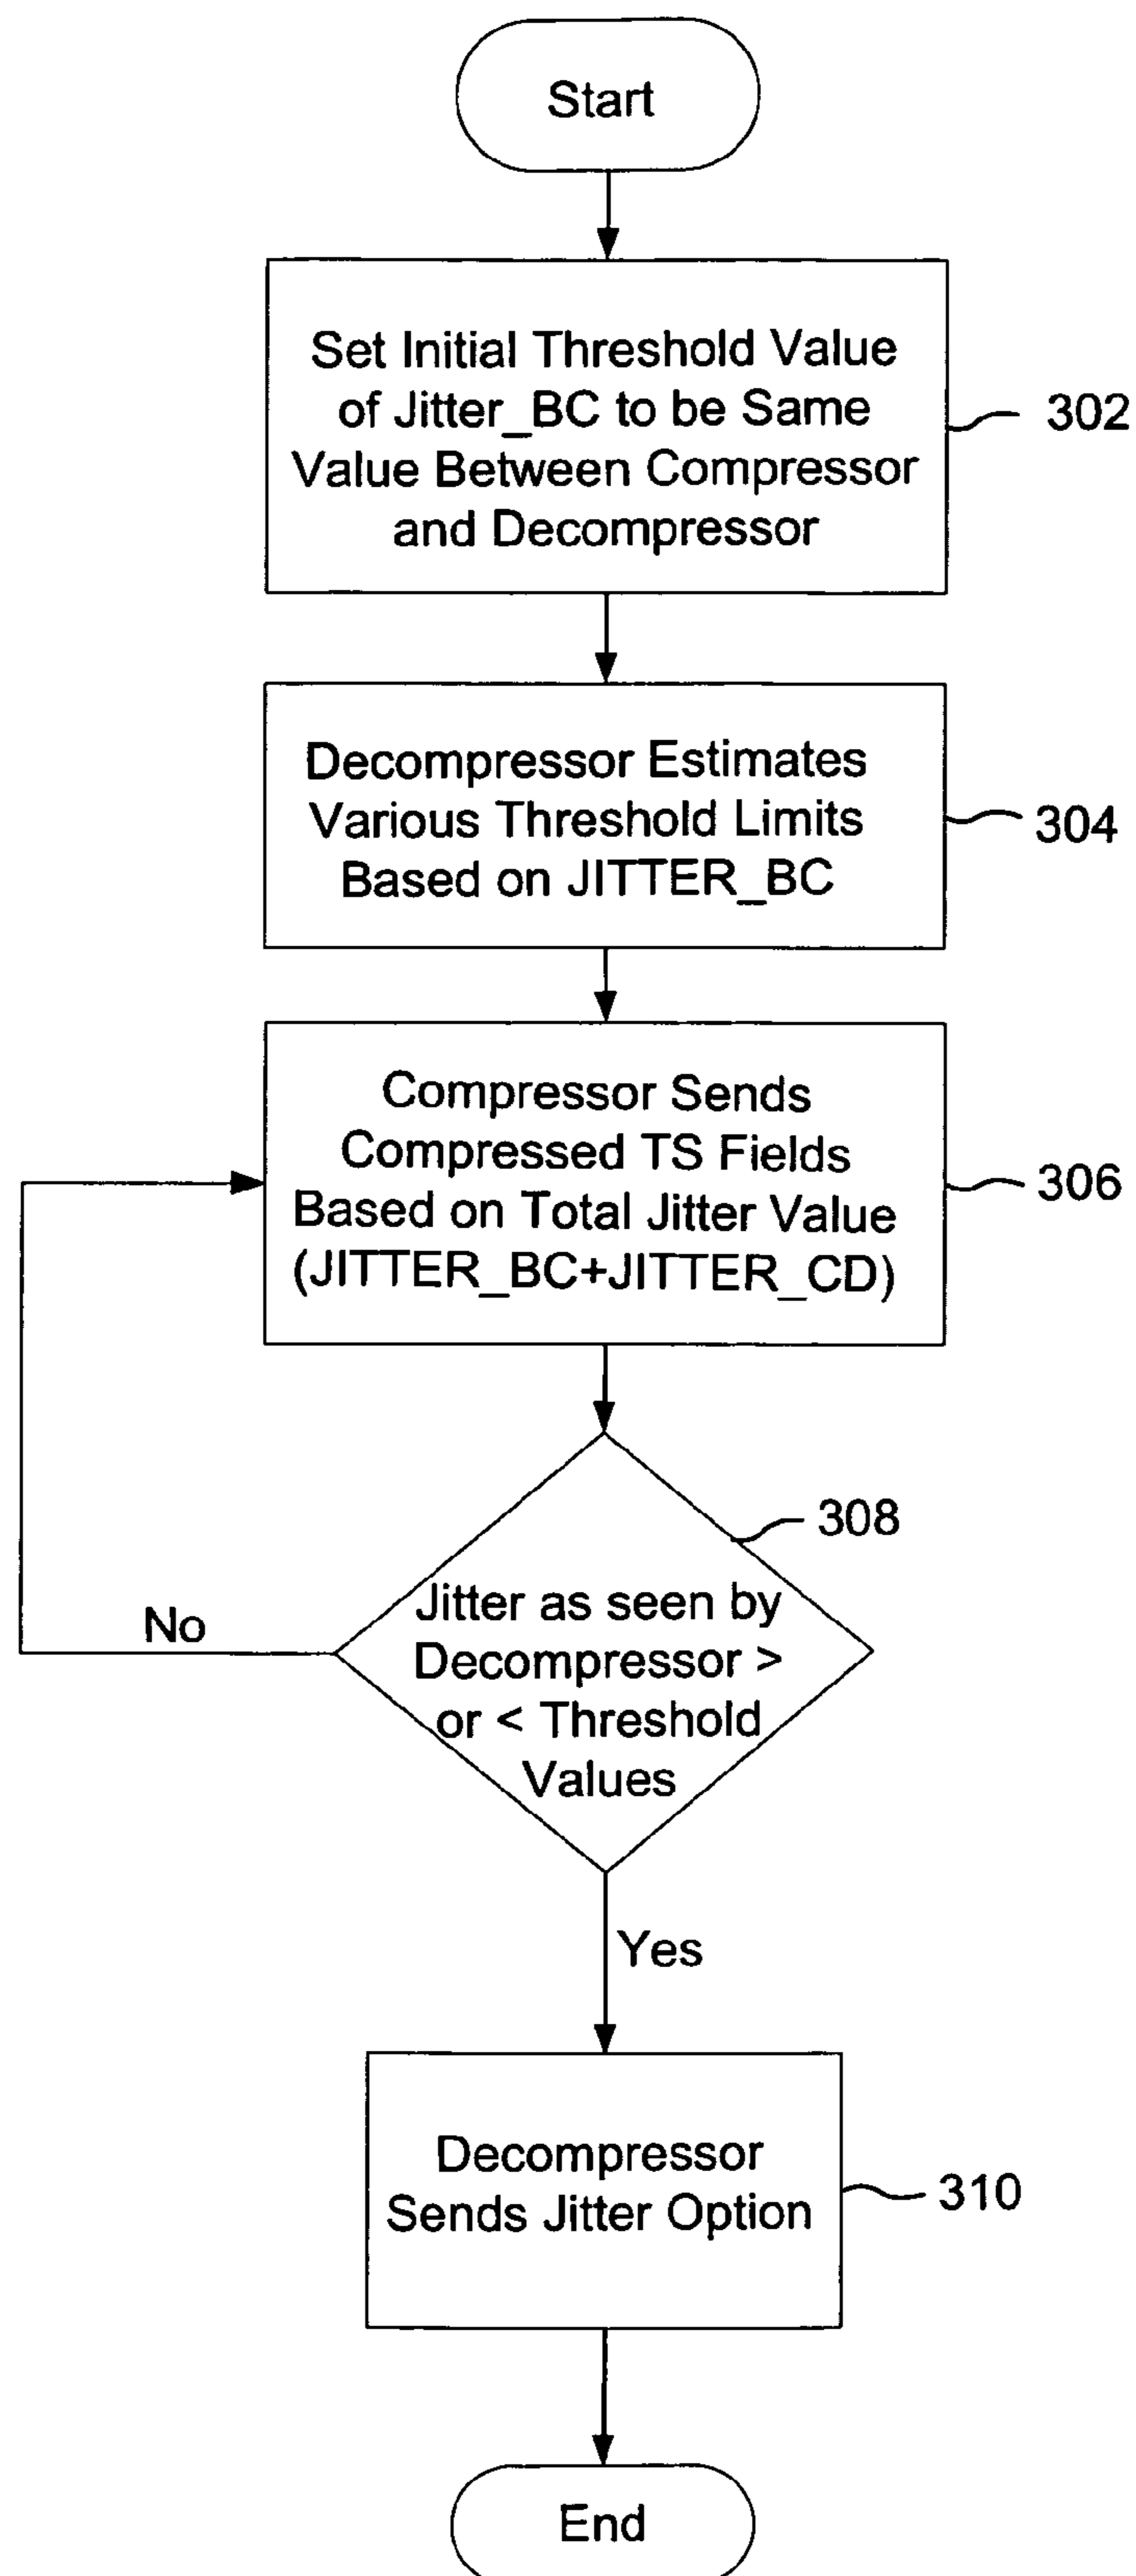 Start
Set Initial Threshold Value
of Jitter_BC to be Same
Value Between Compressor
and Decompressor
302
Decompressor Estimates
Various Threshold Limits
Based on JITTER_BC
304
Compressor Sends
Compressed TS Fields
Based on Total Jitter Value
(JITTER_BC+JITTER_CD)
306
308
Jitter as seen by
Decompressor >
or < Threshold
Values
No
Yes
Decompressor
Sends Jitter Option
310
End